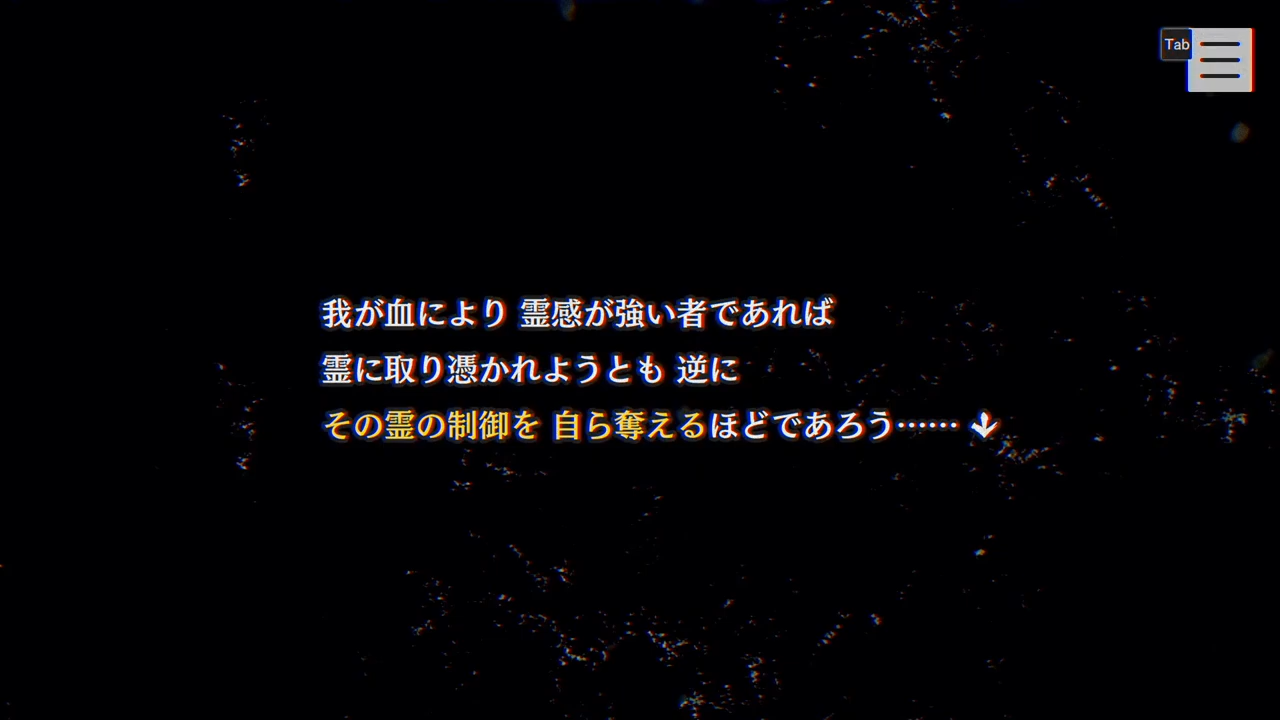 Tab
我が血により 霊感が強い者であれば
霊に取り憑かれようとも 逆に
その霊の制御を 自ら奪えるほどであろう……